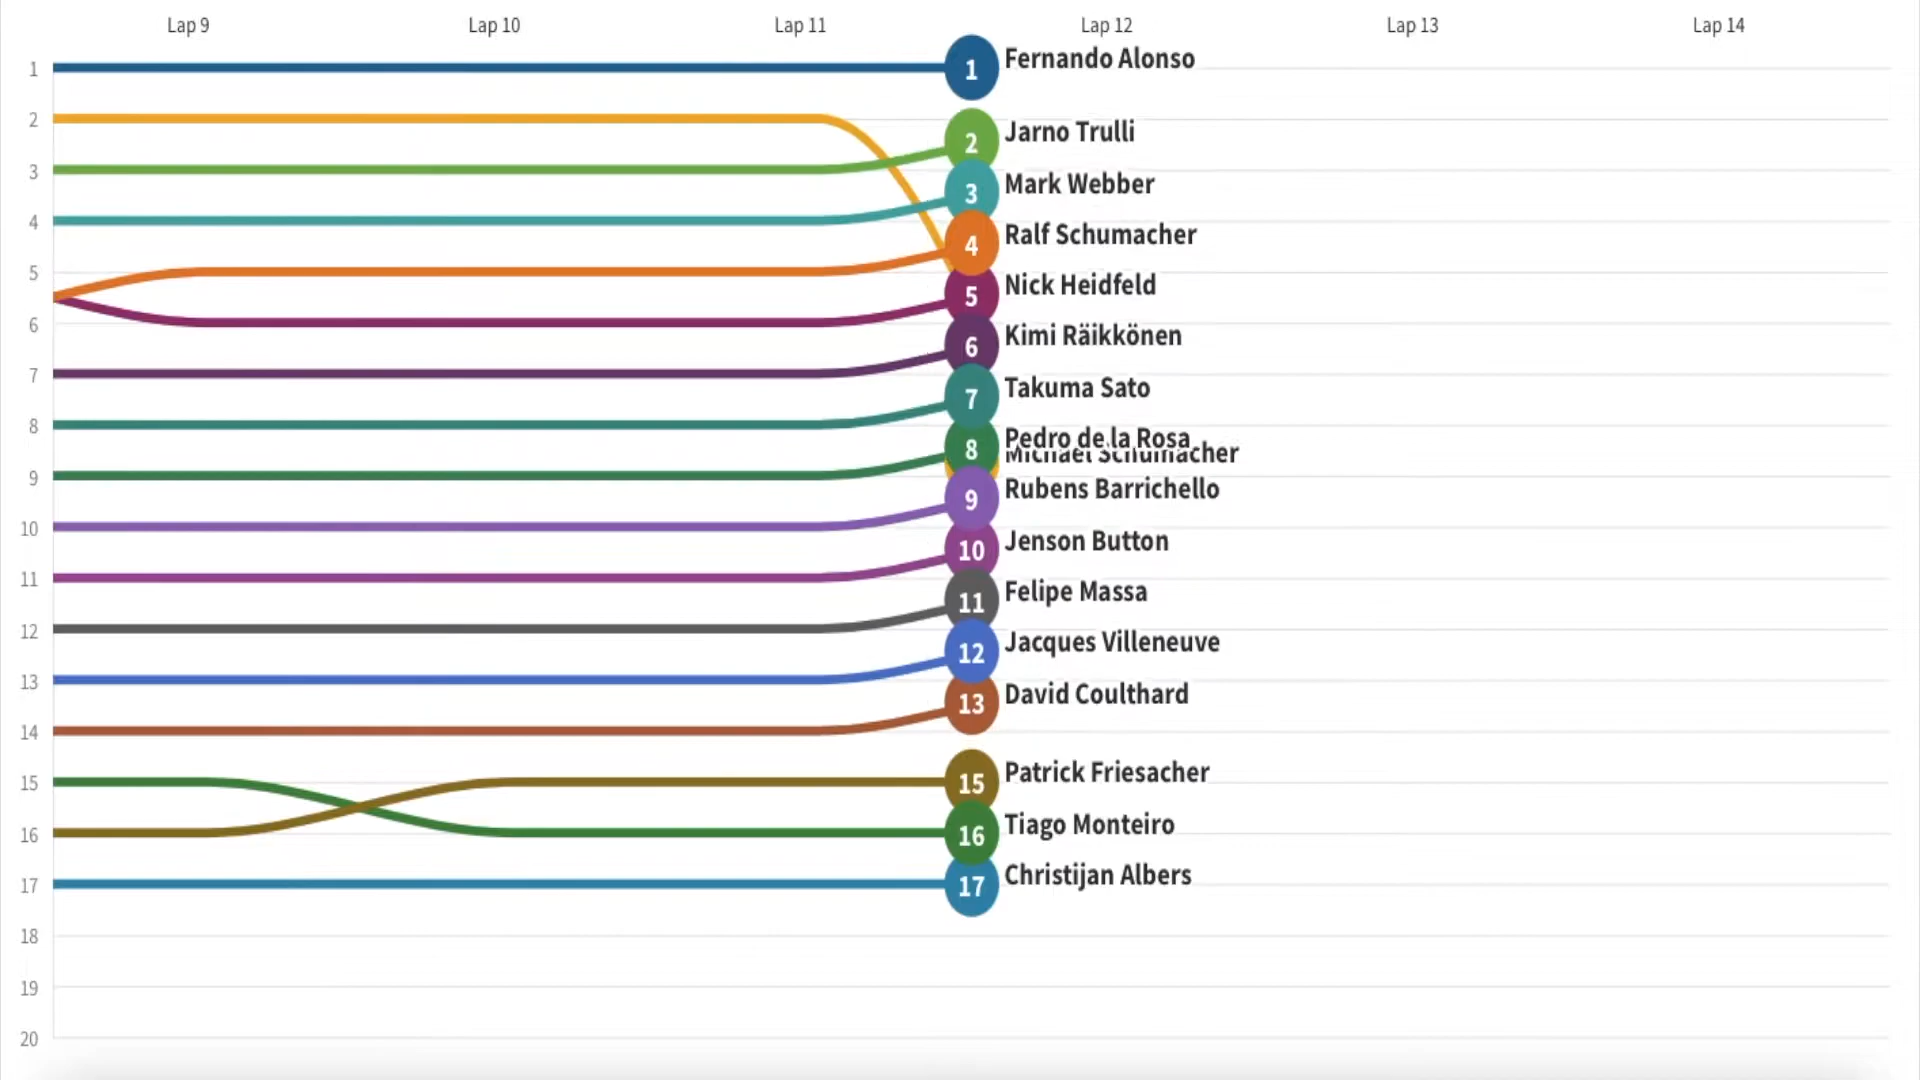 Lap 9 Lap 10 Lap 11 Lap 12 Lap 13 Lap 14
1 1 Fernando Alonso
2 2 Jarno Trulli
3 3 Mark Webber
4 4 Ralf Schumacher
5 5 Nick Heidfeld
6 6 Kimi Räikkönen
7 7 Takuma Sato
8 8 Pedro de la Rosa
Michael Schumacher
9 9 Rubens Barrichello
10 10 Jenson Button
11 11 Felipe Massa
12 12 Jacques Villeneuve
13 13 David Coulthard
14
15 15 Patrick Friesacher
16 16 Tiago Monteiro
17 17 Christijan Albers
18
19
20